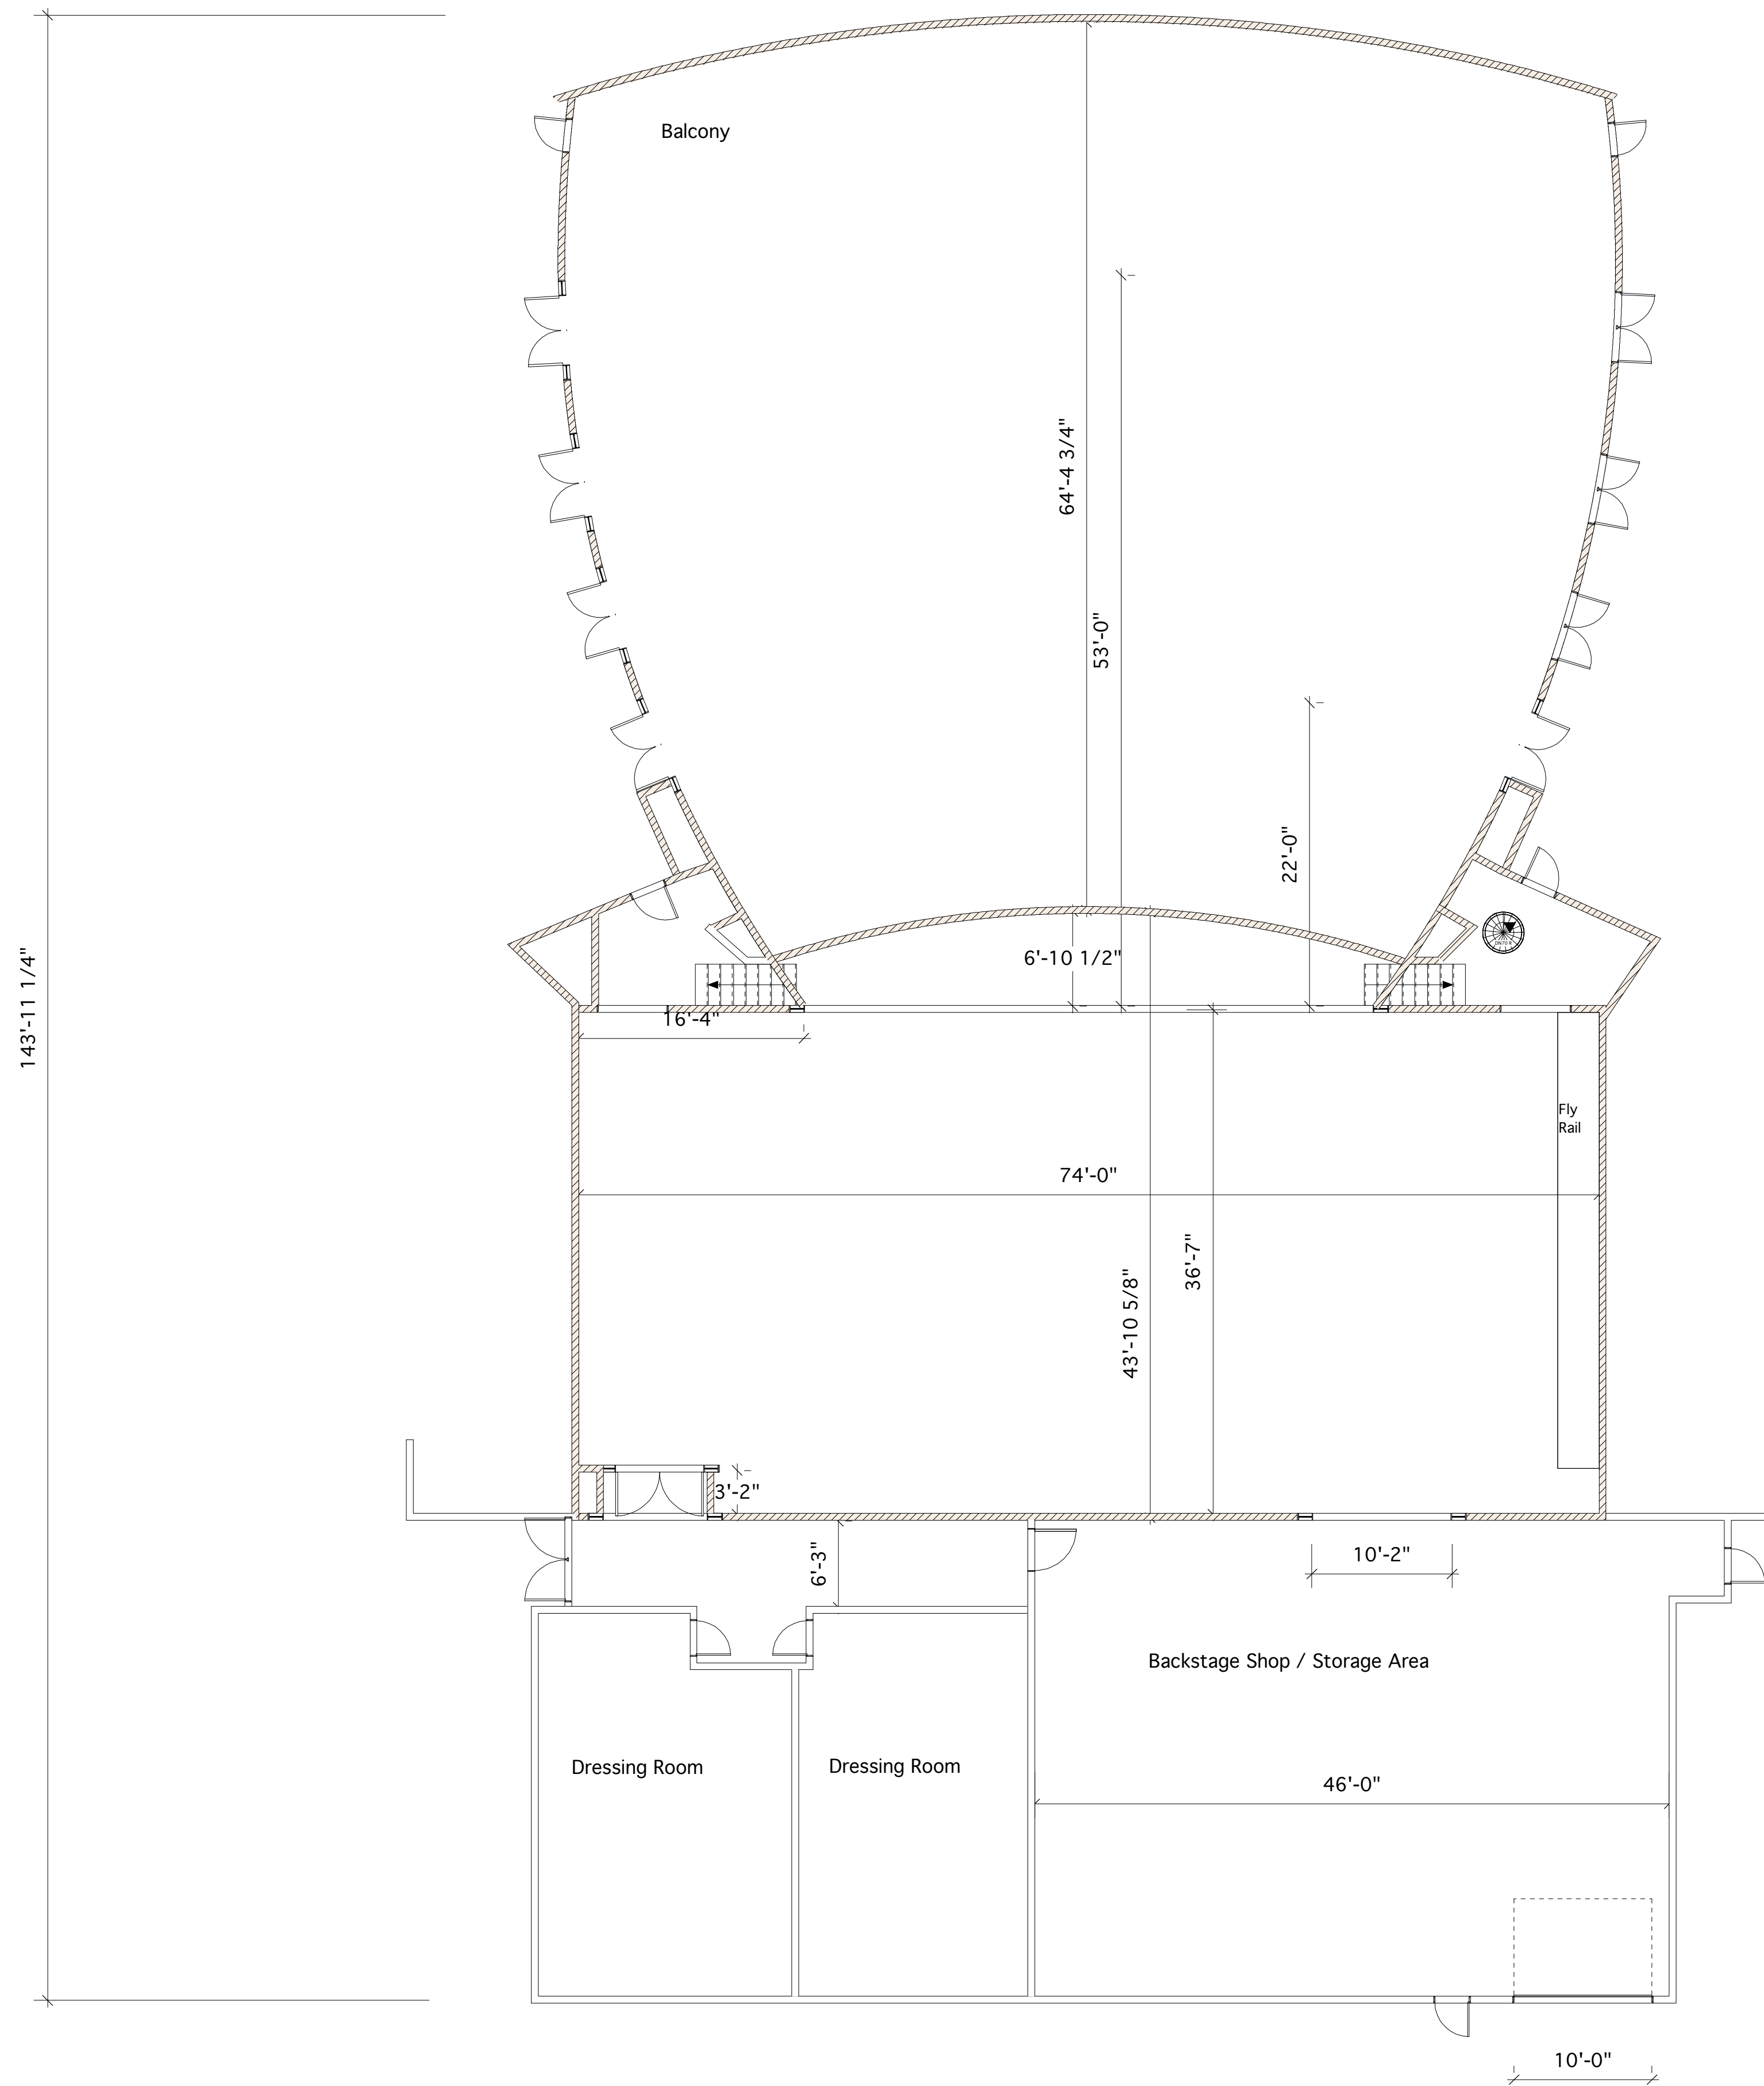 Balcony
64'-4 3/4"
53'-0"
22'-0"
143'-11 1/4"
6'-10 1/2"
16'-4"
Fly
Rail
74'-0"
36'-7"
43'-10 5/8"
3'-2"
6'-3"
10'-2"
Backstage Shop / Storage Area
Dressing Room
Dressing Room
46'-0"
10'-0"